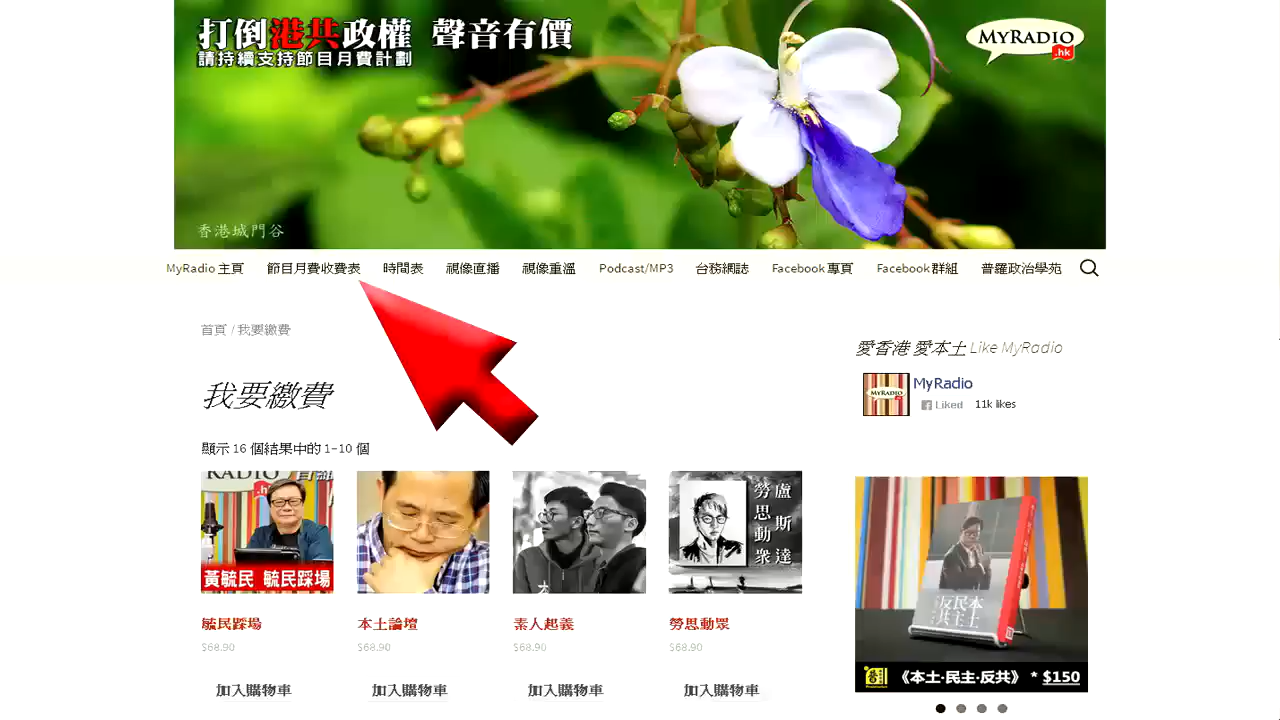 打倒港共政權 聲音有價
請持續支持節目月費計劃
MYRADIO
.hk
香港城門谷
MyRadio 主頁 節目月費收費表 時間表 視像直播 視像重溫 Podcast/MP3 台務網誌 Facebook 專頁 Facebook 群組 普羅政治學苑
首頁 / 我要繳費
愛香港 愛本土 Like MyRadio
MYRADIO
MyRadio
Liked 11k likes
我要繳費
顯示 16 個結果中的 1–10 個
RADIO
黃毓民 毓民踩場
盧斯達
勞思動眾
毓民踩場 本土論壇 素人起義 勞思動眾
$68.90 $68.90 $68.90 $68.90
加入購物車 加入購物車 加入購物車 加入購物車
本土
民主
反共
《本土‧民主‧反共》 * $150